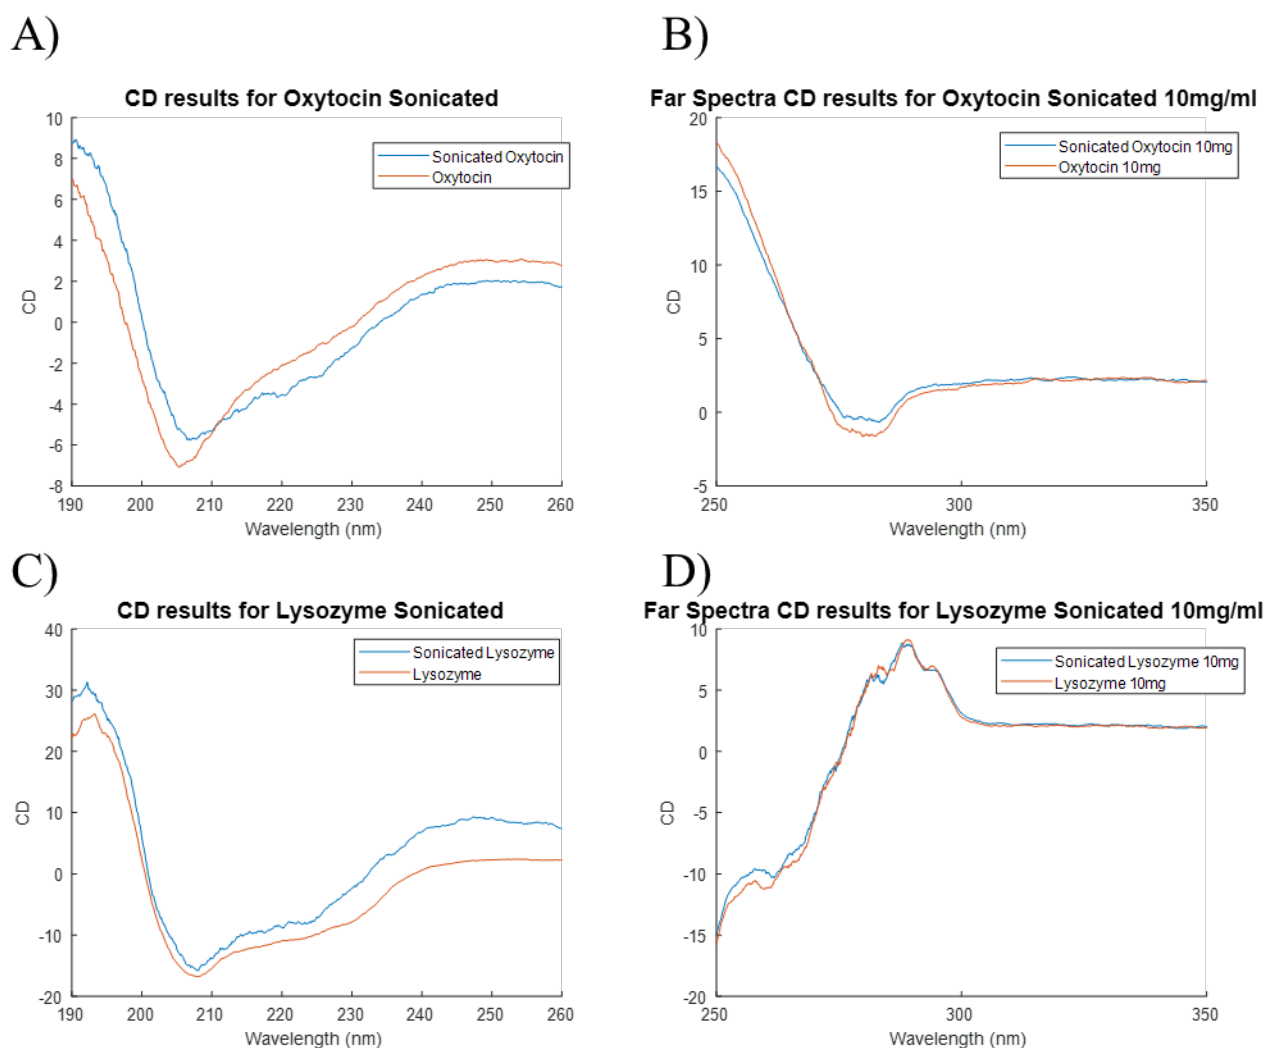 A)
CD results for Oxytocin Sonicated
10
8
6
4
2
0
-2
-4
-6
-8
CD
Sonicated Oxytocin
Oxytocin
190 200 210 220 230 240 250 260
Wavelength (nm)
B)
Far Spectra CD results for Oxytocin Sonicated 10mg/ml
20
15
10
5
0
-5
CD
Sonicated Oxytocin 10mg
Oxytocin 10mg
250 300 350
Wavelength (nm)
C)
CD results for Lysozyme Sonicated
40
30
20
10
0
-10
-20
CD
Sonicated Lysozyme
Lysozyme
190 200 210 220 230 240 250 260
Wavelength (nm)
D)
Far Spectra CD results for Lysozyme Sonicated 10mg/ml
10
5
0
-5
-10
-15
-20
CD
Sonicated Lysozyme 10mg
Lysozyme 10mg
250 300 350
Wavelength (nm)